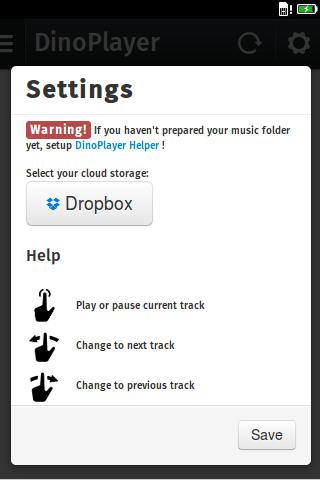 DinoPlayer
Settings
Warning! If you haven't prepared your music folder
yet, setup DinoPlayer Helper !
Select your cloud storage:
Dropbox
Help
Play or pause current track
Change to next track
Change to previous track
Save